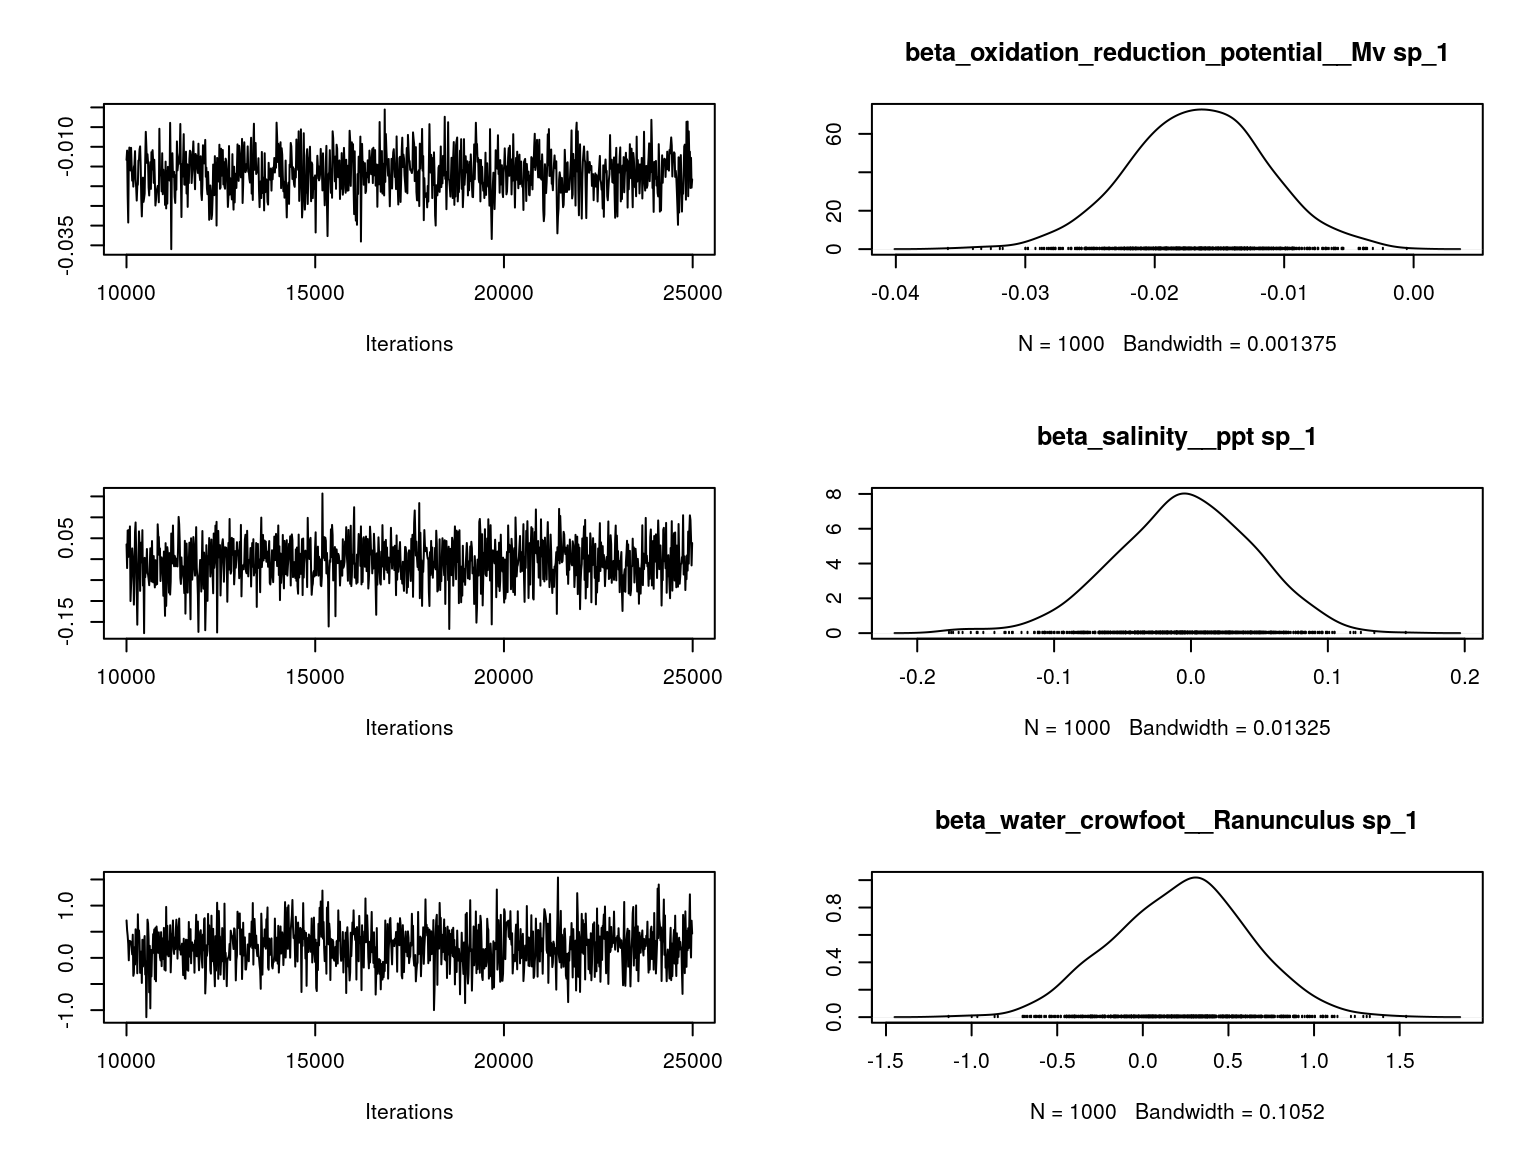 beta_oxidation_reduction_potential__Mv sp_1
-0.035 -0.010
10000 15000 20000 25000
Iterations
0 20 60
-0.04 -0.03 -0.02 -0.01 0.00
N = 1000 Bandwidth = 0.001375
beta_salinity__ppt sp_1
-0.15 0.05
10000 15000 20000 25000
Iterations
0 2 4 6 8
-0.2 -0.1 0.0 0.1 0.2
N = 1000 Bandwidth = 0.01325
beta_water_crowfoot__Ranunculus sp_1
-1.0 0.0 1.0
10000 15000 20000 25000
Iterations
0.0 0.4 0.8
-1.5 -1.0 -0.5 0.0 0.5 1.0 1.5
N = 1000 Bandwidth = 0.1052